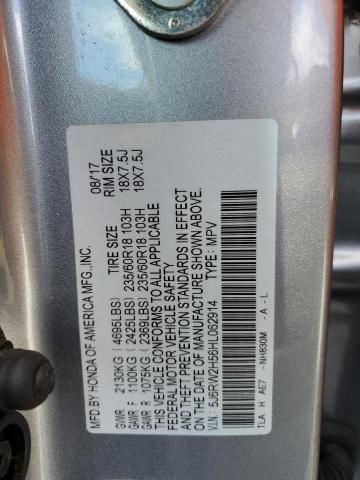 MFD.BY HONDA OF AMERICA MFG.,INC. 08/17
TIRE SIZE RIM SIZE
GVWR 2130KG (4695LBS)
GAWR F 1100KG (2425LBS) 235/60R18 103H 18X7.5J
GAWR R 1075KG (2369LBS) 235/60R18 103H 18X7.5J
THIS VEHICLE CONFORMS TO ALL APPLICABLE
FEDERAL MOTOR VEHICLE SAFETY
AND THEFT PREVENTION STANDARDS IN EFFECT
ON THE DATE OF MANUFACTURE SHOWN ABOVE.
V.I.N.: 5J6RW2H56HL062914 TYPE: MPV
TLA H AE7 - NH830M - A - L